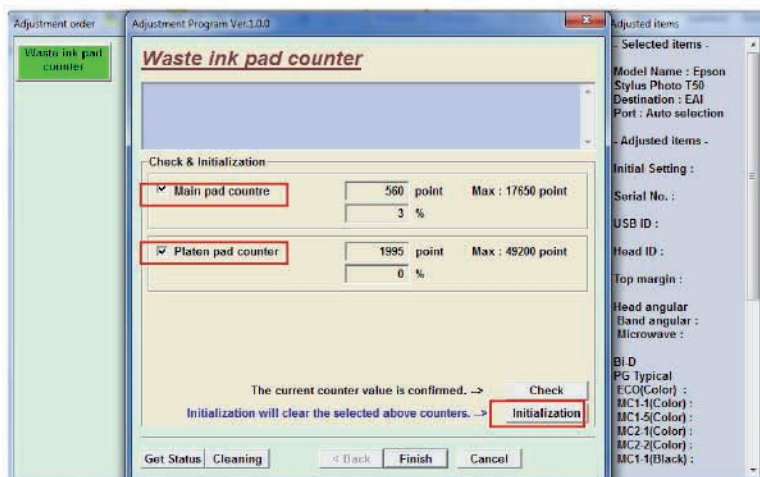 Adjustment order
Waste ink pad
counter
Adjustment Program Ver.1.0.0
Waste ink pad counter
Check & Initialization
Main pad countre
560 point Max : 17650 point
3 %
Platen pad counter
1995 point Max : 49200 point
0 %
The current counter value is confirmed. -->
Check
Initialization will clear the selected above counters. -->
Initialization
Get Status
Cleaning
< Back
Finish
Cancel
Adjusted items
- Selected items -
Model Name : Epson
Stylus Photo T50
Destination : EAI
Port : Auto selection
- Adjusted items -
Initial Setting :
Serial No. :
USB ID :
Head ID :
Top margin :
Head angular
Band angular :
Microwave :
Bi-D
PG Typical
ECO(Color) :
MC1-1(Color) :
MC1-5(Color) :
MC2-1(Color) :
MC2-2(Color) :
MC1-1(Black) :